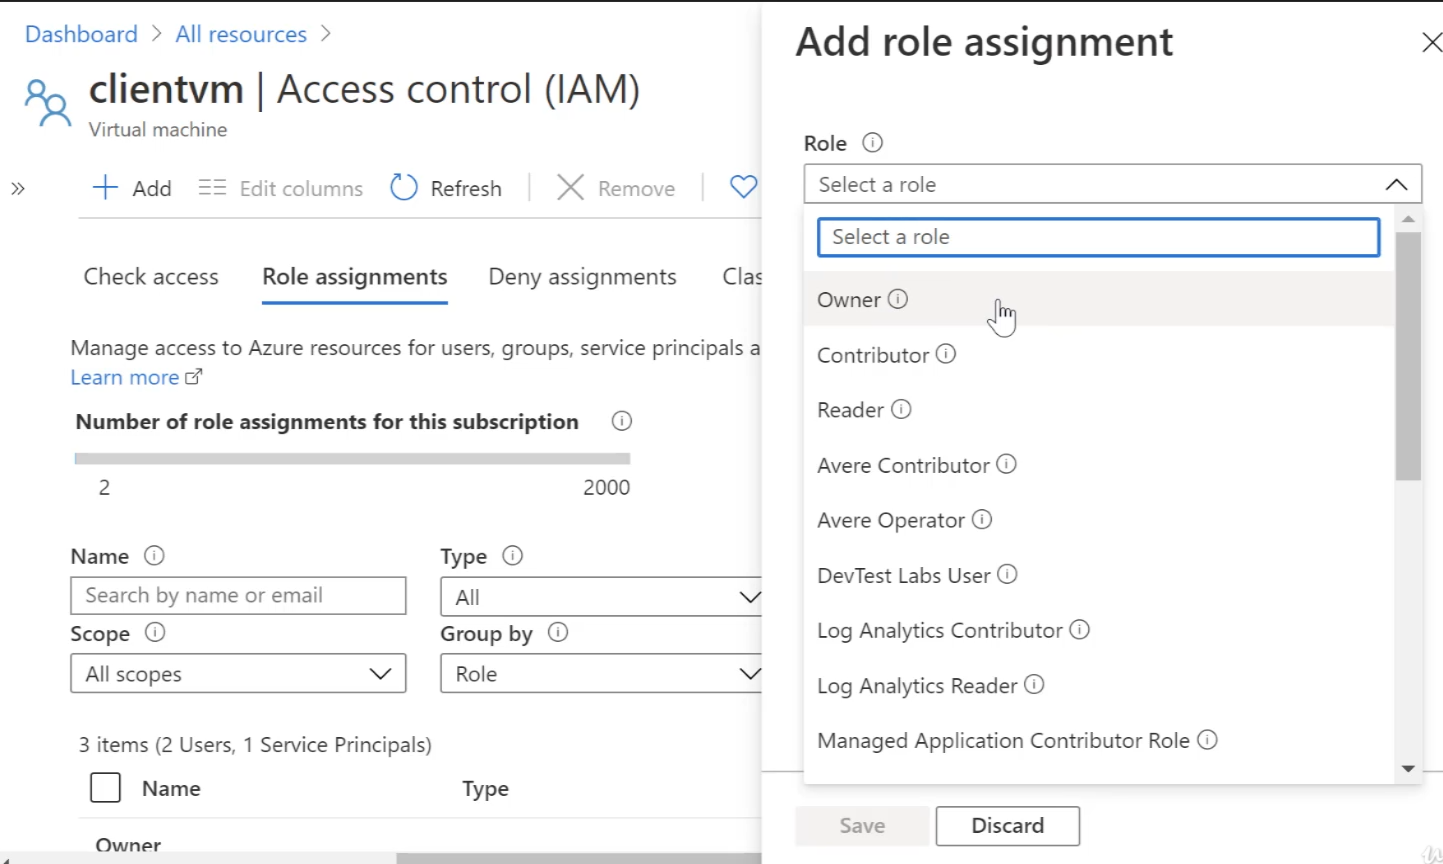 Dashboard > All resources >
clientvm | Access control (IAM)
Virtual machine
Add Edit columns Refresh Remove
Check access Role assignments Deny assignments Clas
Manage access to Azure resources for users, groups, service principals a
Learn more
Number of role assignments for this subscription
2 2000
Name Type
Search by name or email All
Scope Group by
All scopes Role
3 items (2 Users, 1 Service Principals)
Name Type
Owner
Add role assignment
Role
Select a role
Select a role
Owner
Contributor
Reader
Avere Contributor
Avere Operator
DevTest Labs User
Log Analytics Contributor
Log Analytics Reader
Managed Application Contributor Role
Save Discard